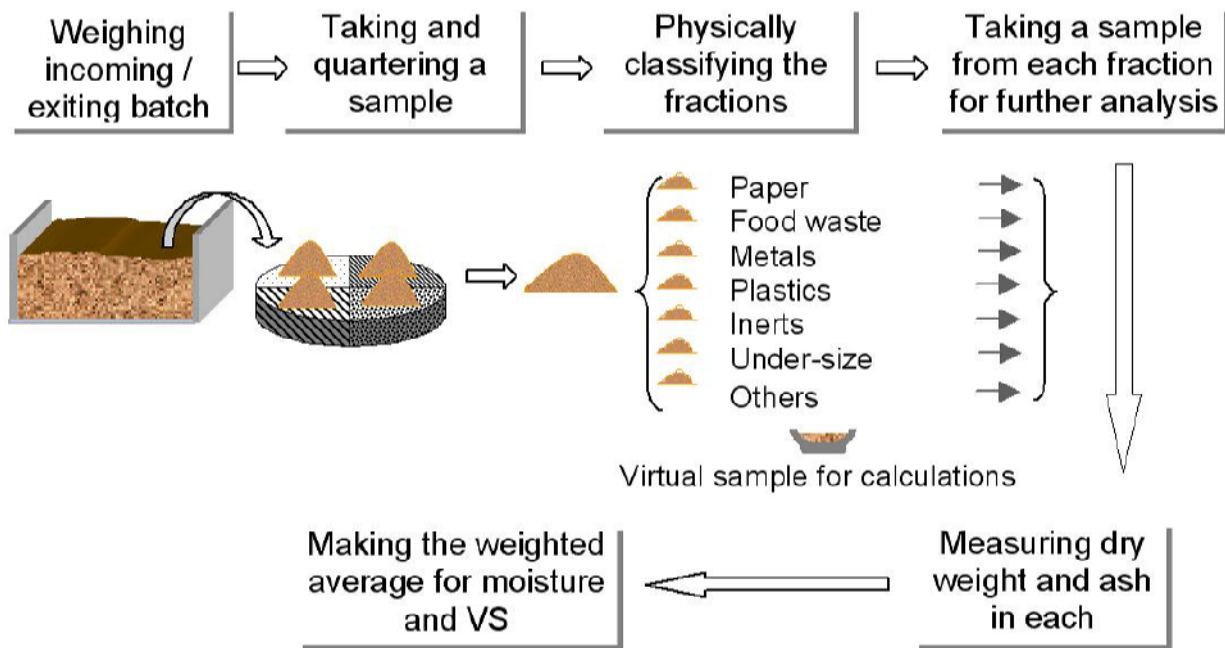 Weighing
incoming /
exiting batch
Taking and
quartering a
sample
Physically
classifying the
fractions
Taking a sample
from each fraction
for further analysis
Paper
Food waste
Metals
Plastics
Inerts
Under-size
Others
Virtual sample for calculations
Making the weighted
average for moisture
and VS
Measuring dry
weight and ash
in each